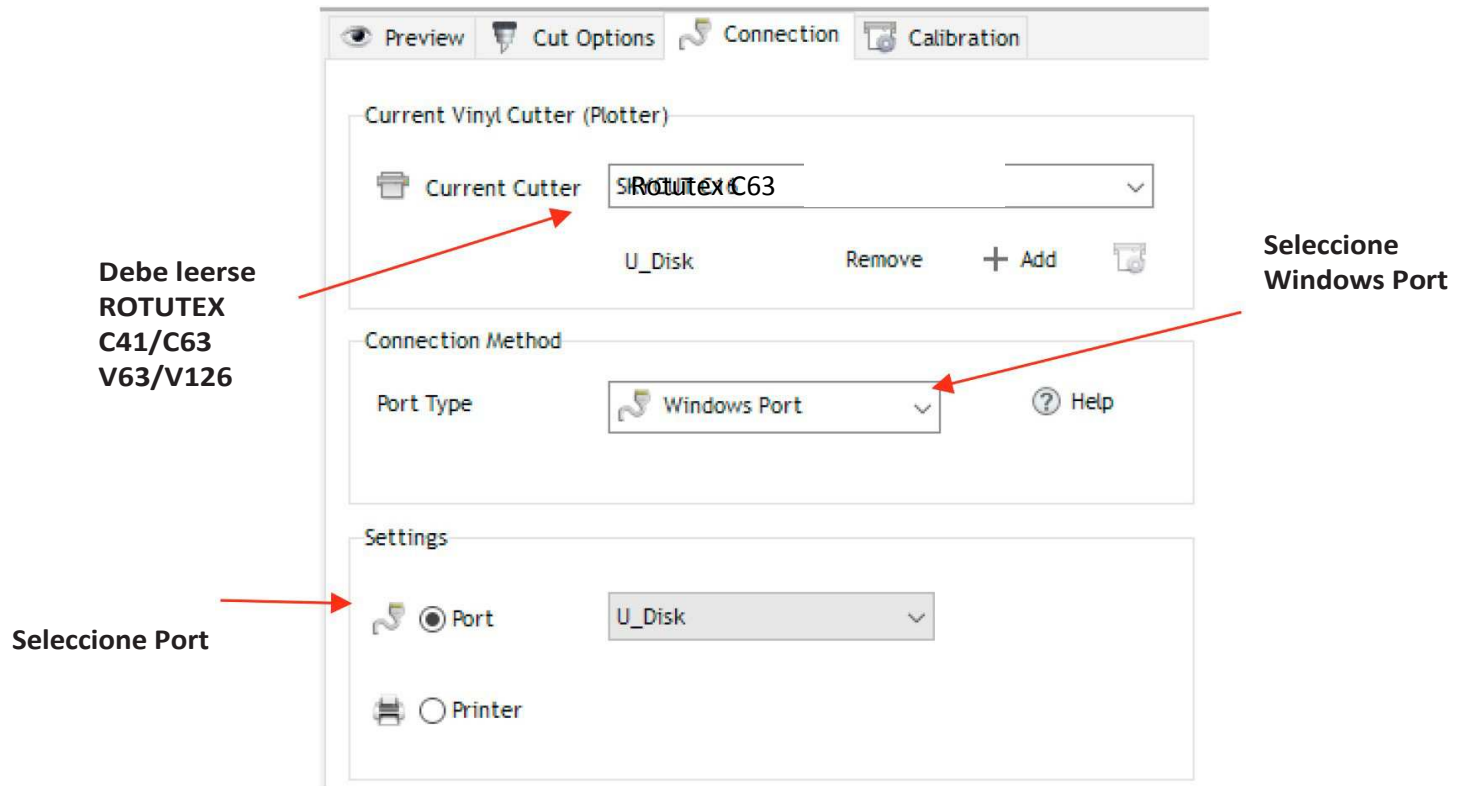 Preview Cut Options Connection Calibration
Current Vinyl Cutter (Plotter)
Current Cutter Rotutex C63
U_Disk Remove + Add
Debe leerse
ROTUTEX
C41/C63
V63/V126
Seleccione
Windows Port
Connection Method
Port Type Windows Port ? Help
Settings
Port U_Disk
Seleccione Port
Printer